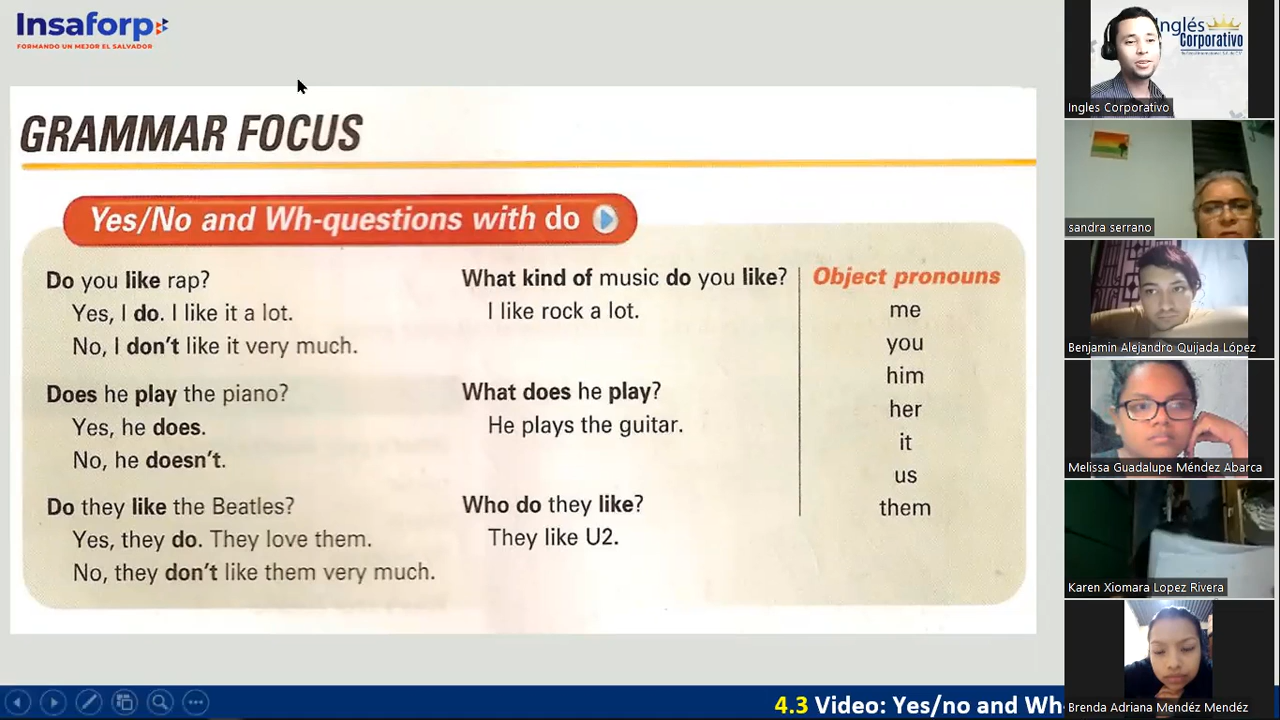 Insaforp
FORMANDO UN MEJOR EL SALVADOR
GRAMMAR FOCUS
Yes/No and Wh-questions with do
Do you like rap?
Yes, I do. I like it a lot.
No, I don't like it very much.
Does he play the piano?
Yes, he does.
No, he doesn't.
Do they like the Beatles?
Yes, they do. They love them.
No, they don't like them very much.
What kind of music do you like?
I like rock a lot.
What does he play?
He plays the guitar.
Who do they like?
They like U2.
Object pronouns
me
you
him
her
it
us
them
4.3 Video: Yes/no and Wh
Inglés
Corporativo
Ingles Corporativo
sandra serrano
Benjamin Alejandro Quijada López
Melissa Guadalupe Méndez Abarca
Karen Xiomara Lopez Rivera
Brenda Adriana Mendéz Mendéz